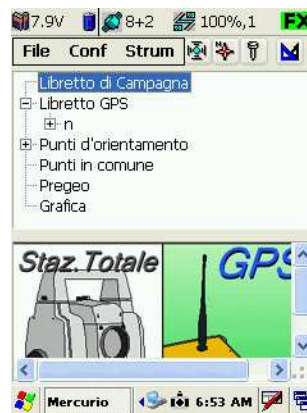 7.9V 8+2 100%,1 FX
File Conf Strum
Libretto di Campagna
Libretto GPS
n
Punti d'orientamento
Punti in comune
Pregeo
Grafica
Staz.Totale GPS
Mercurio 6:53 AM